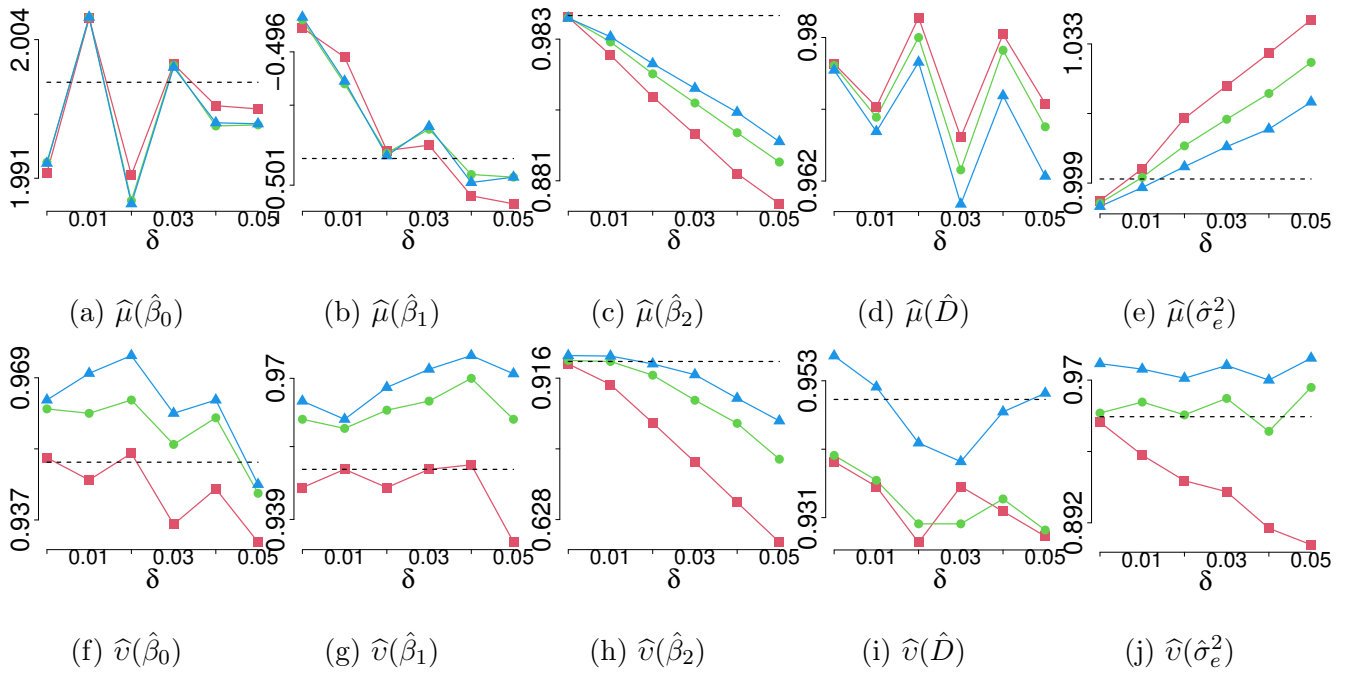 2.004
1.991
0.01 0.03 0.05
δ
(a) μ̂(β̂₀)
−0.496
−0.501
0.01 0.03 0.05
δ
(b) μ̂(β̂₁)
0.983
0.881
0.01 0.03 0.05
δ
(c) μ̂(β̂₂)
0.98
0.962
0.01 0.03 0.05
δ
(d) μ̂(D̂)
1.033
0.999
0.01 0.03 0.05
δ
(e) μ̂(σ̂²ₑ)
0.969
0.937
0.01 0.03 0.05
δ
(f) υ̂(β̂₀)
0.97
0.939
0.01 0.03 0.05
δ
(g) υ̂(β̂₁)
0.916
0.628
0.01 0.03 0.05
δ
(h) υ̂(β̂₂)
0.953
0.931
0.01 0.03 0.05
δ
(i) υ̂(D̂)
0.97
0.892
0.01 0.03 0.05
δ
(j) υ̂(σ̂²ₑ)